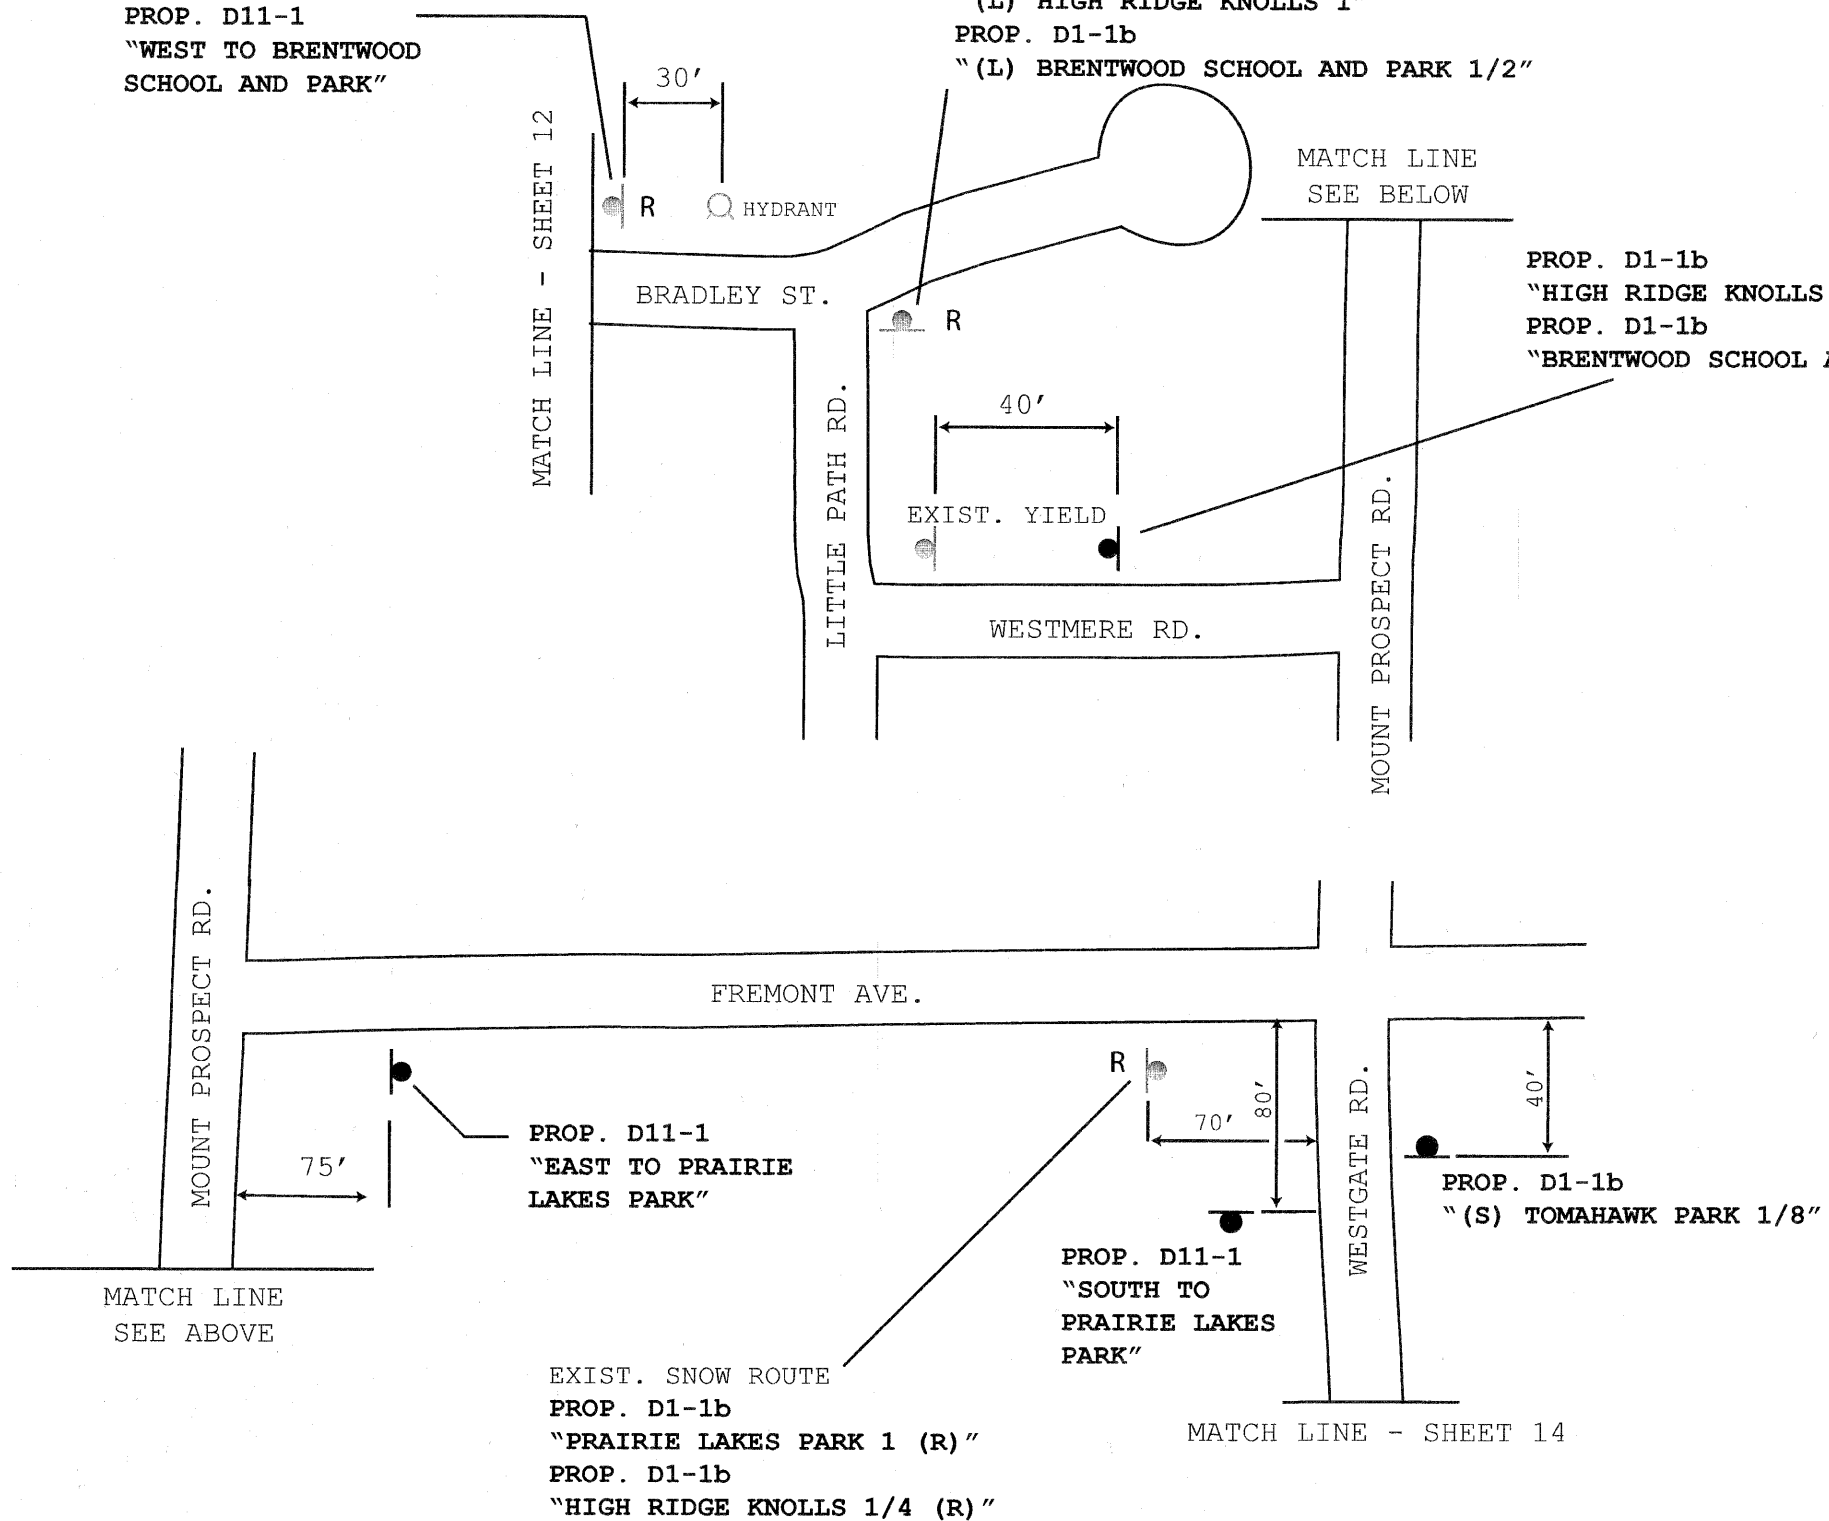 PROP. D11-1
"WEST TO BRENTWOOD
SCHOOL AND PARK"
"(L) HIGH RIDGE KNOLLS 1"
PROP. D1-1b
"(L) BRENTWOOD SCHOOL AND PARK 1/2"
30'
MATCH LINE - SHEET 12
R
HYDRANT
MATCH LINE
SEE BELOW
BRADLEY ST.
R
PROP. D1-1b
"HIGH RIDGE KNOLLS
PROP. D1-1b
"BRENTWOOD SCHOOL
40'
LITTLE PATH RD.
EXIST. YIELD
MOUNT PROSPECT RD.
WESTMERE RD.
MOUNT PROSPECT RD.
FREMONT AVE.
R
70'
80'
40'
WESTGATE RD.
PROP. D11-1
"EAST TO PRAIRIE
LAKES PARK"
75'
PROP. D1-1b
"(S) TOMAHAWK PARK 1/8"
PROP. D11-1
"SOUTH TO
PRAIRIE LAKES
PARK"
MATCH LINE
SEE ABOVE
EXIST. SNOW ROUTE
PROP. D1-1b
"PRAIRIE LAKES PARK 1 (R)"
PROP. D1-1b
"HIGH RIDGE KNOLLS 1/4 (R)"
MATCH LINE - SHEET 14